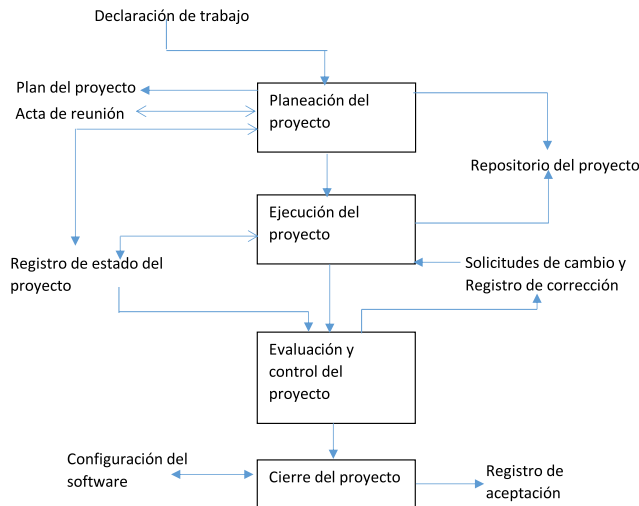 Declaración de trabajo
Plan del proyecto
Acta de reunión
Planeación del
proyecto
Repositorio del proyecto
Ejecución del
proyecto
Registro de estado del
proyecto
Solicitudes de cambio y
Registro de corrección
Evaluación y
control del
proyecto
Configuración del
software
Cierre del proyecto
Registro de
aceptación